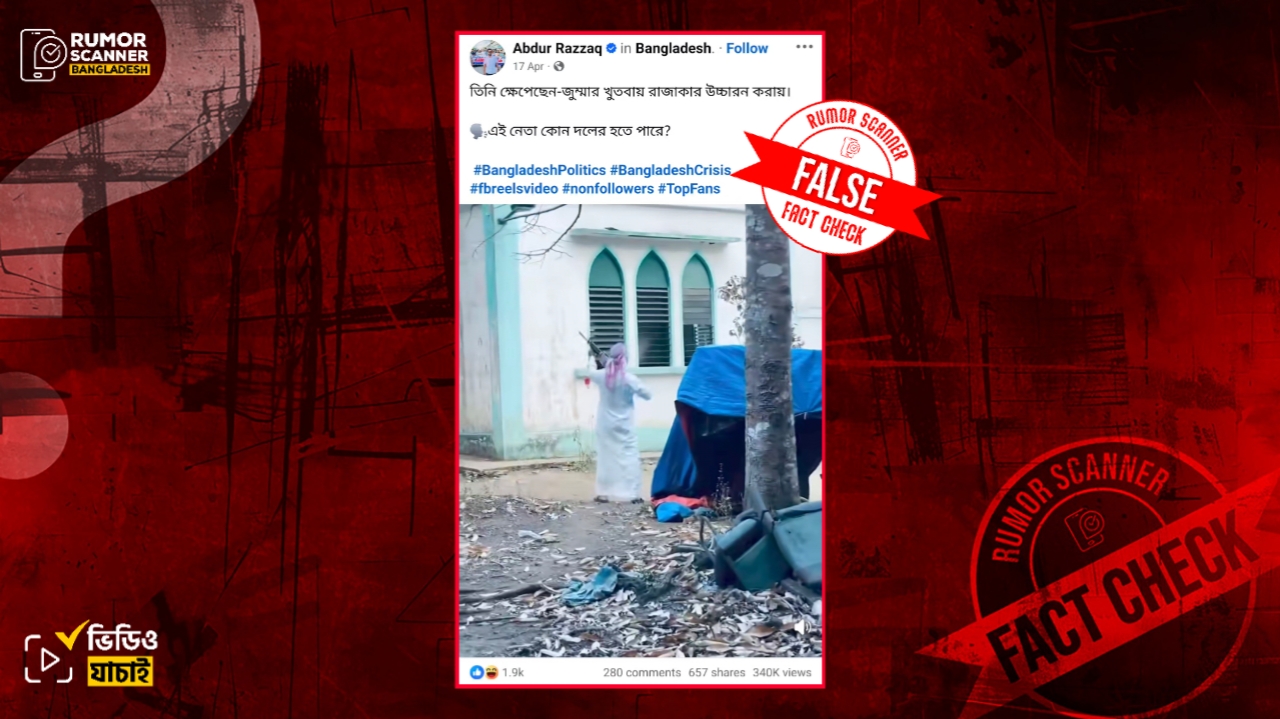 RUMOR
SCANNER
BANGLADESH
Abdur Razzaq in Bangladesh. · Follow
17 Apr ·
তিনি ক্ষেপেছেন-জুম্মার খুতবায় রাজাকার উচ্চারন করায়।
এই নেতা কোন দলের হতে পারে?
#BangladeshPolitics #BangladeshCrisis
#fbreelsvideo #nonfollowers #TopFans
RUMOR SCANNER
FALSE
FACT CHECK
1.9k
280 comments 657 shares 340K views
RUMOR SCANNER
FACT CHECK
ভিডিও
যাচাই